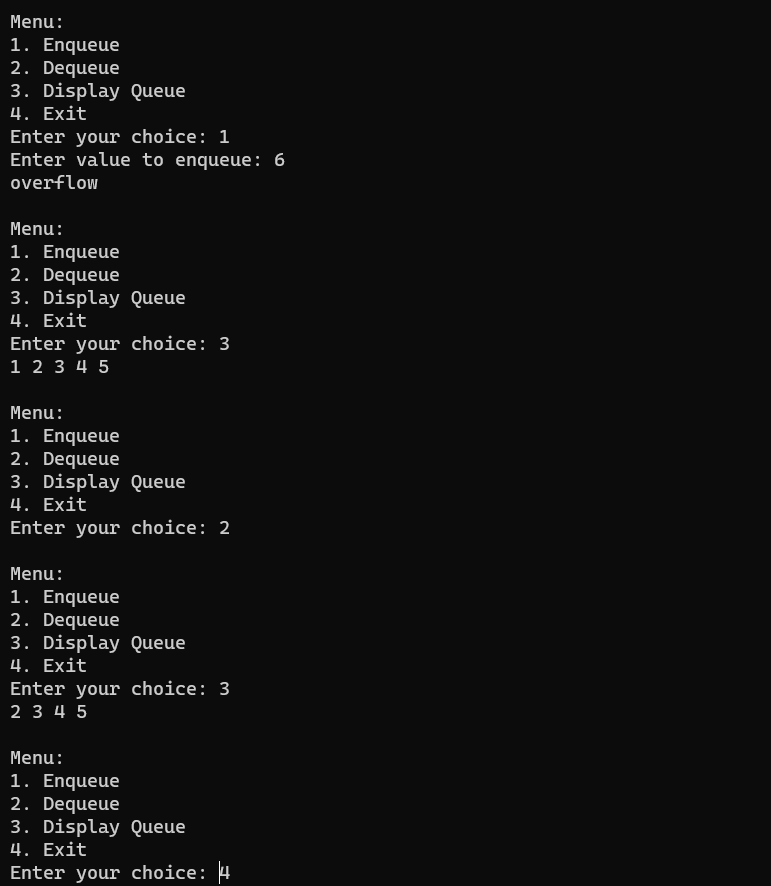 Menu:
1. Enqueue
2. Dequeue
3. Display Queue
4. Exit
Enter your choice: 1
Enter value to enqueue: 6
overflow
Menu:
1. Enqueue
2. Dequeue
3. Display Queue
4. Exit
Enter your choice: 3
1 2 3 4 5
Menu:
1. Enqueue
2. Dequeue
3. Display Queue
4. Exit
Enter your choice: 2
Menu:
1. Enqueue
2. Dequeue
3. Display Queue
4. Exit
Enter your choice: 3
2 3 4 5
Menu:
1. Enqueue
2. Dequeue
3. Display Queue
4. Exit
Enter your choice: 4